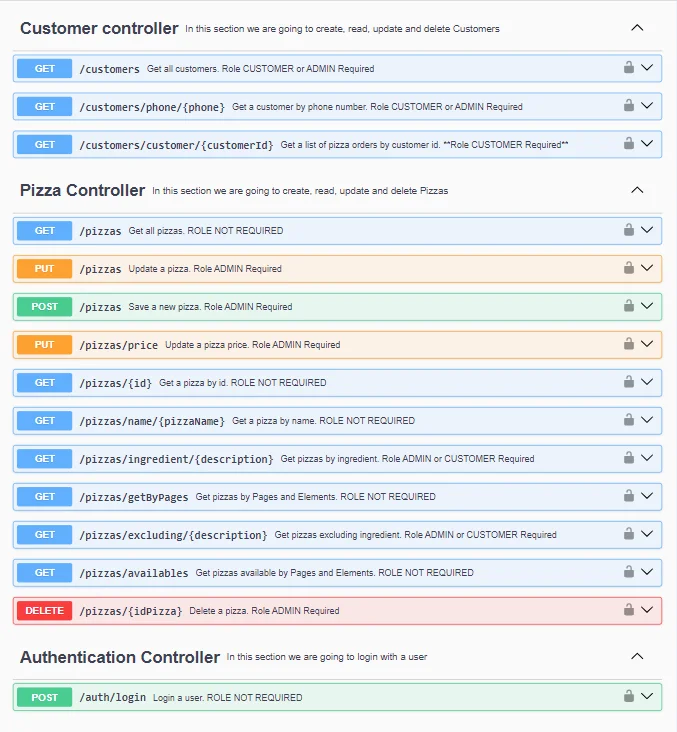 Customer controller In this section we are going to create, read, update and delete Customers
GET /customers Get all customers. Role CUSTOMER or ADMIN Required
GET /customers/phone/{phone} Get a customer by phone number. Role CUSTOMER or ADMIN Required
GET /customers/customer/{customerId} Get a list of pizza orders by customer id. **Role CUSTOMER Required**
Pizza Controller In this section we are going to create, read, update and delete Pizzas
GET /pizzas Get all pizzas. ROLE NOT REQUIRED
PUT /pizzas Update a pizza. Role ADMIN Required
POST /pizzas Save a new pizza. Role ADMIN Required
PUT /pizzas/price Update a pizza price. Role ADMIN Required
GET /pizzas/{id} Get a pizza by id. ROLE NOT REQUIRED
GET /pizzas/name/{pizzaName} Get a pizza by name. ROLE NOT REQUIRED
GET /pizzas/ingredient/{description} Get pizzas by ingredient. Role ADMIN or CUSTOMER Required
GET /pizzas/getByPages Get pizzas by Pages and Elements. ROLE NOT REQUIRED
GET /pizzas/excluding/{description} Get pizzas excluding ingredient. Role ADMIN or CUSTOMER Required
GET /pizzas/availables Get pizzas available by Pages and Elements. ROLE NOT REQUIRED
DELETE /pizzas/{idPizza} Delete a pizza. Role ADMIN Required
Authentication Controller In this section we are going to login with a user
POST /auth/login Login a user. ROLE NOT REQUIRED